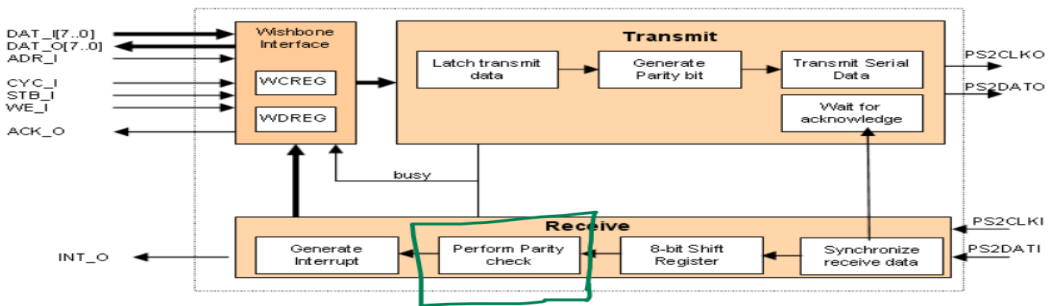 DAT_I[7..0]
DAT_O[7..0]
ADR_I
CYC_I
STB_I
WE_I
ACK_O
Wishbone
Interface
WCREG
WDREG
Transmit
Latch transmit
data
Generate
Parity bit
Transmit Serial
Data
Wait for
acknowledge
PS2CLKO
PS2DATO
busy
Receive
INT_O
Generate
Interrupt
Perform Parity
check
8-bit Shift
Register
Synchronize
receive data
PS2CLKI
PS2DATI